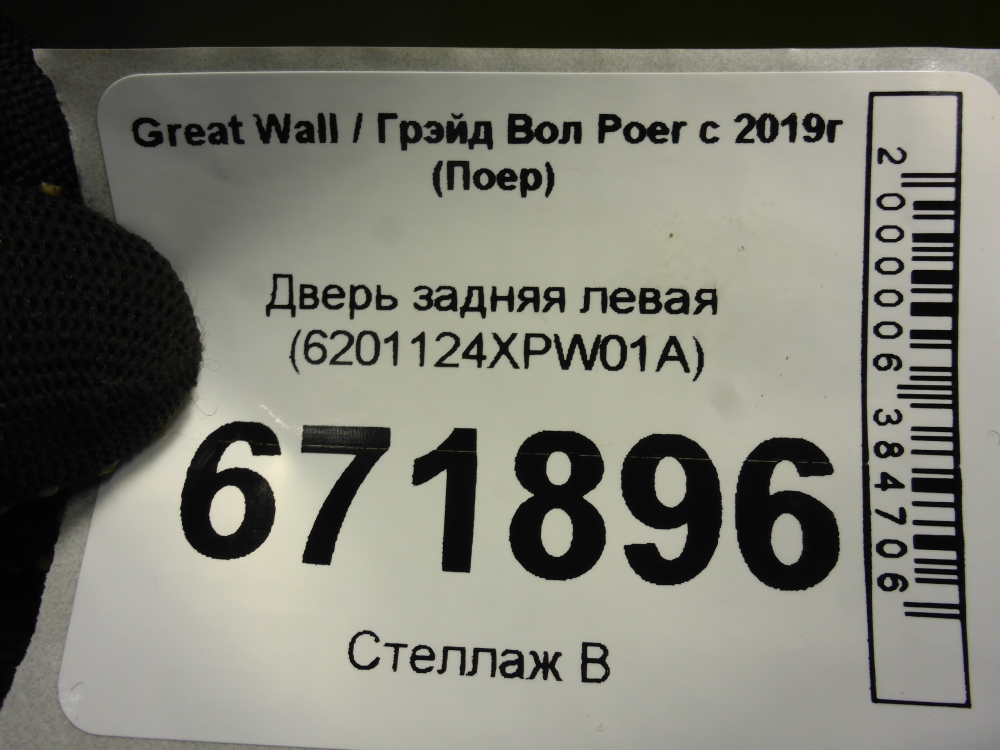 Great Wall / Грэйд Вол Poer с 2019г
(Поер)
Дверь задняя левая
(6201124XPW01A)
671896
Стеллаж В
2000006384706